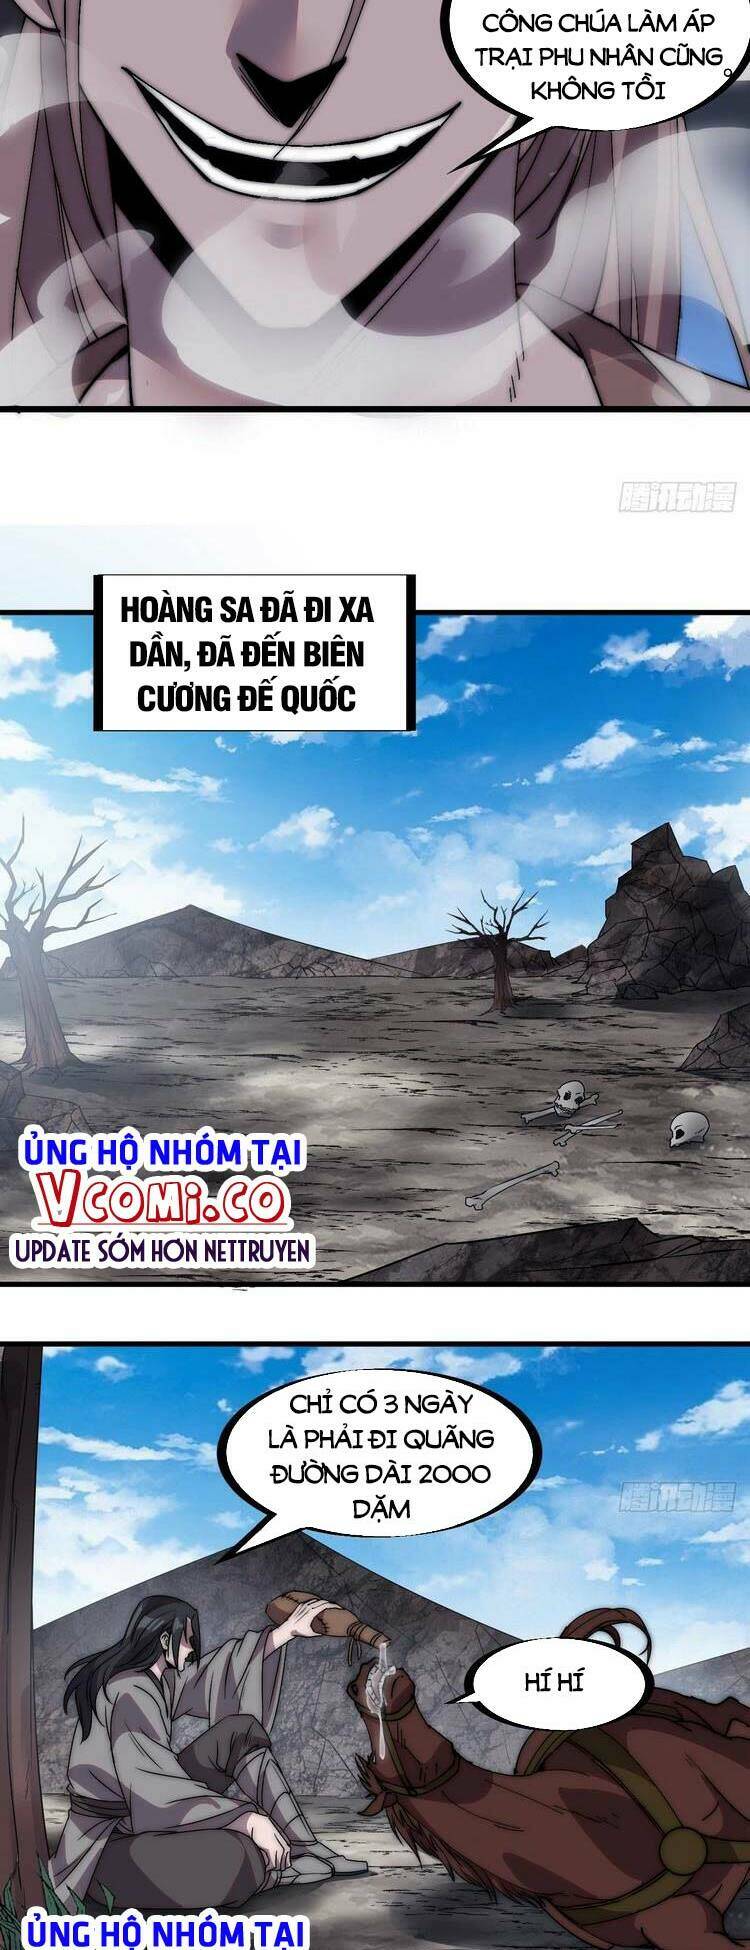 CÔNG CHÚA LÀM ÁP
TRẠI PHU NHÂN CŨNG
KHÔNG TỒI
腾讯动漫
HOÀNG SA ĐÃ ĐI XA
DẦN, ĐÃ ĐẾN BIÊN
CƯƠNG ĐẾ QUỐC
ỦNG HỘ NHÓM TẠI
VCOMI.CO
UPDATE SỚM HƠN NETTRUYEN
CHỈ CÓ 3 NGÀY
LÀ PHẢI ĐI QUÃNG
ĐƯỜNG DÀI 2000
DẶM
腾讯动漫
HÍ HÍ
ỦNG HỘ NHÓM TẠI